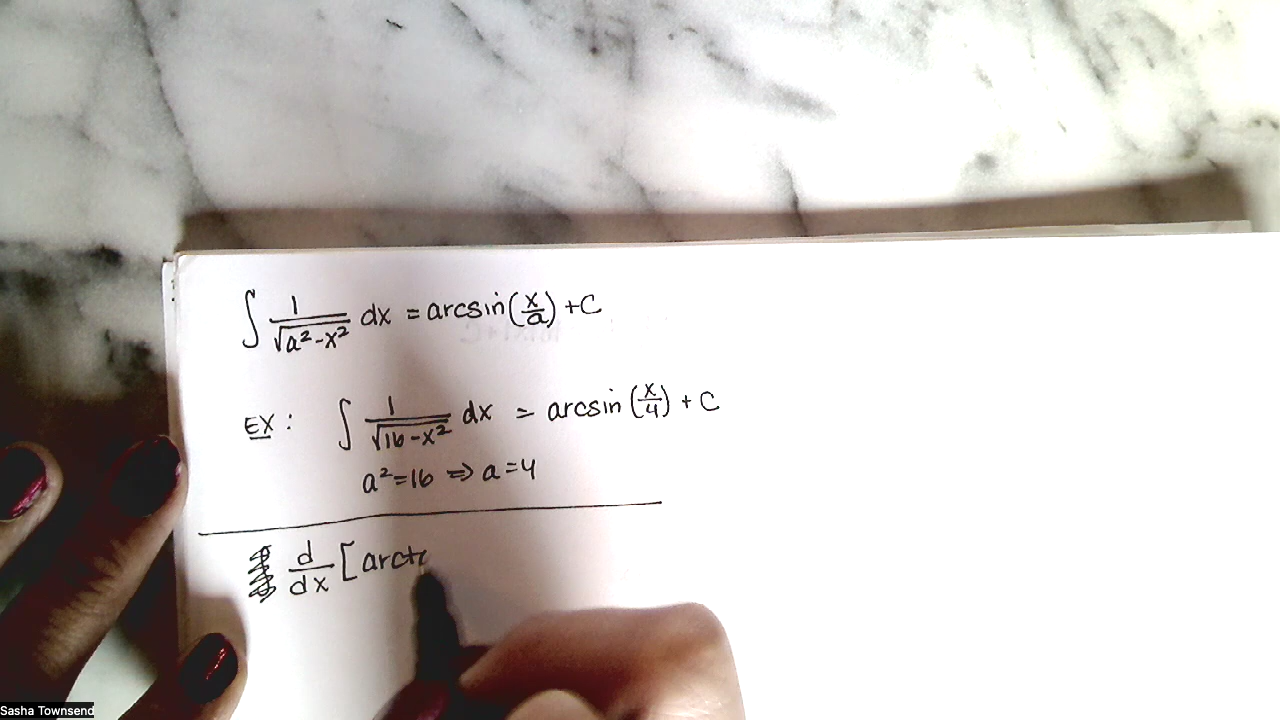 ∫ 1/√(a²-x²) dx = arcsin(x/a) + C
EX: ∫ 1/√(16-x²) dx = arcsin(x/4) + C
a²=16 ⇒ a=4
d/dx [arct
Sasha Townsend